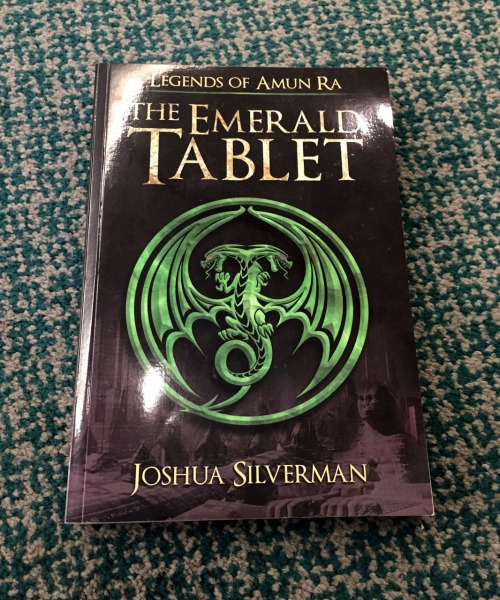 Legends of Amun Ra
The Emerald
Tablet
Joshua Silverman